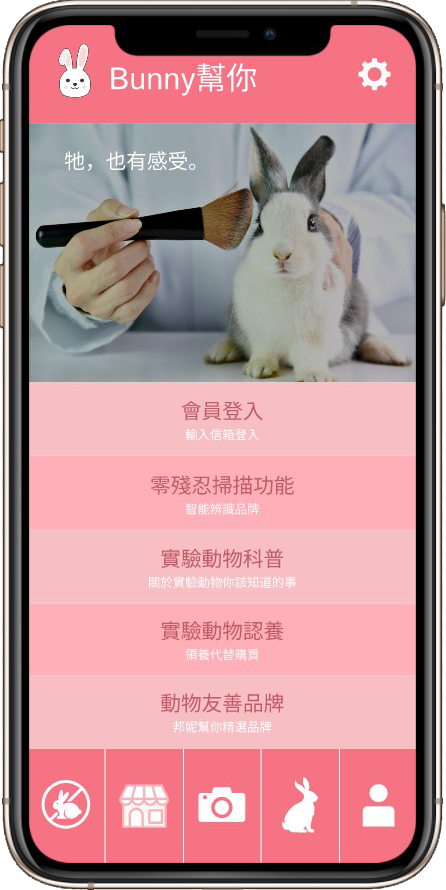 Bunny幫你
牠，也有感受。
會員登入
輸入信箱登入
零殘忍掃描功能
智能辨識品牌
實驗動物科普
關於實驗動物你該知道的事
實驗動物認養
領養代替購買
動物友善品牌
邦妮幫你精選品牌